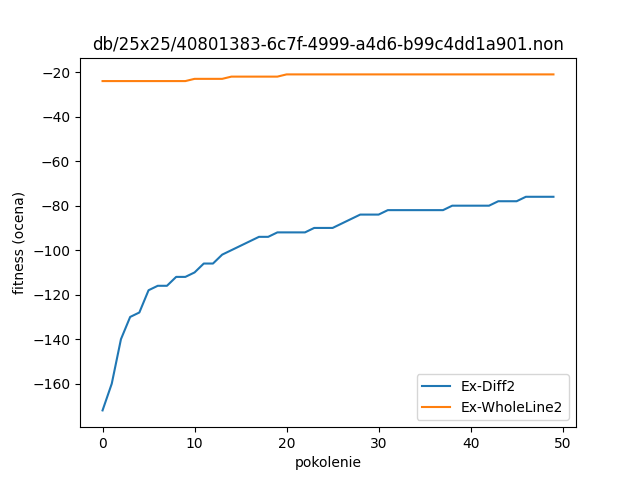 db/25x25/40801383-6c7f-4999-a4d6-b99c4dd1a901.non
−20
−40
−60
−80
−100
−120
−140
−160
fitness (ocena)
0
10
20
30
40
50
pokolenie
Ex-Diff2
Ex-WholeLine2